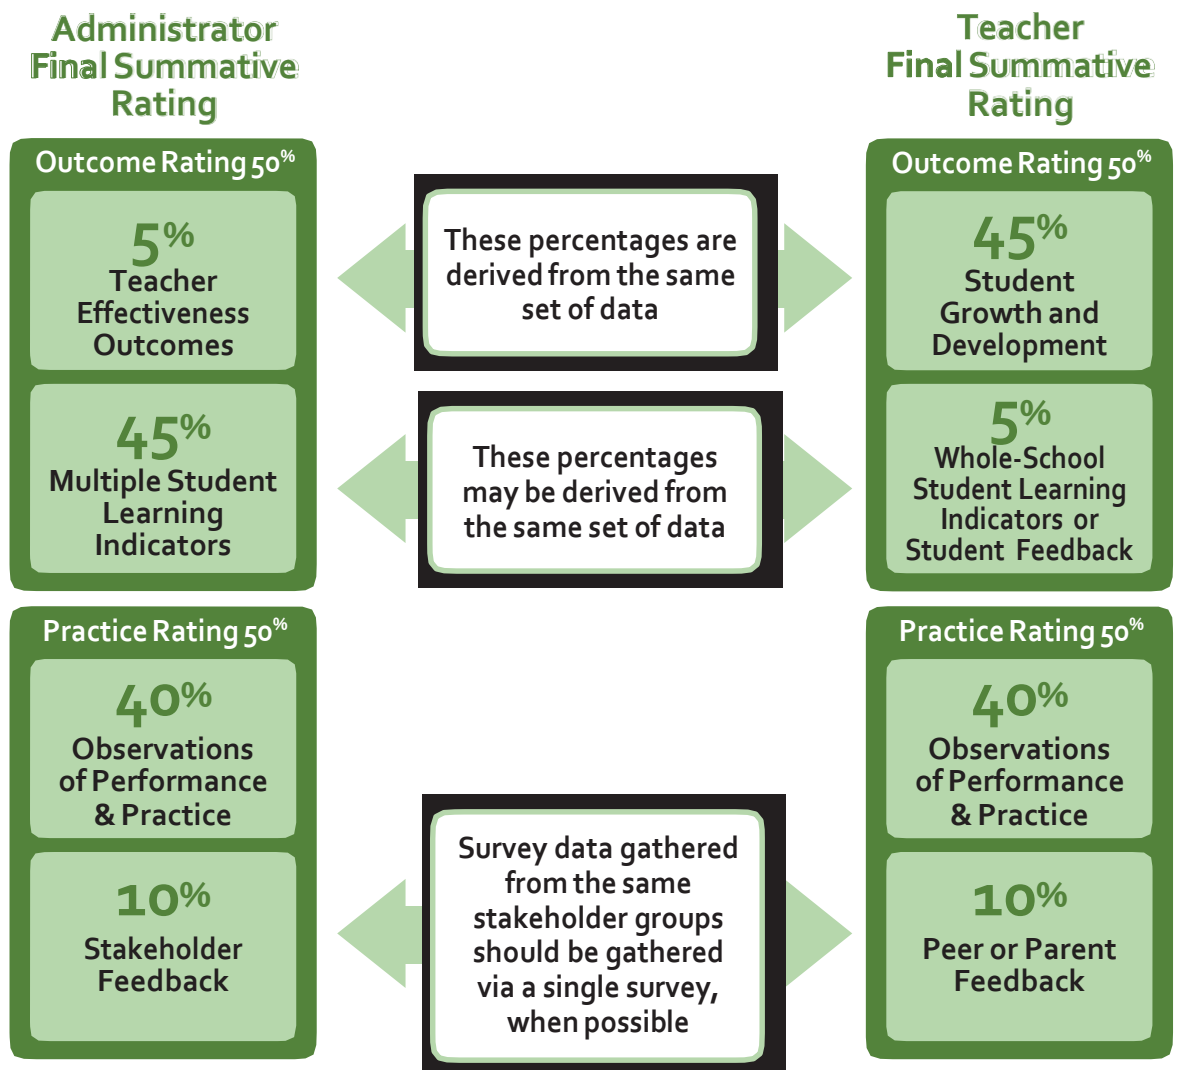 Administrator
Final Summative
Rating
Outcome Rating 50%
5%
Teacher
Effectiveness
Outcomes
45%
Multiple Student
Learning
Indicators
Practice Rating 50%
40%
Observations
of Performance
& Practice
10%
Stakeholder
Feedback
These percentages are
derived from the same
set of data
These percentages
may be derived from
the same set of data
Survey data gathered
from the same
stakeholder groups
should be gathered
via a single survey,
when possible
Teacher
Final Summative
Rating
Outcome Rating 50%
45%
Student
Growth and
Development
5%
Whole-School
Student Learning
Indicators or
Student Feedback
Practice Rating 50%
40%
Observations
of Performance
& Practice
10%
Peer or Parent
Feedback